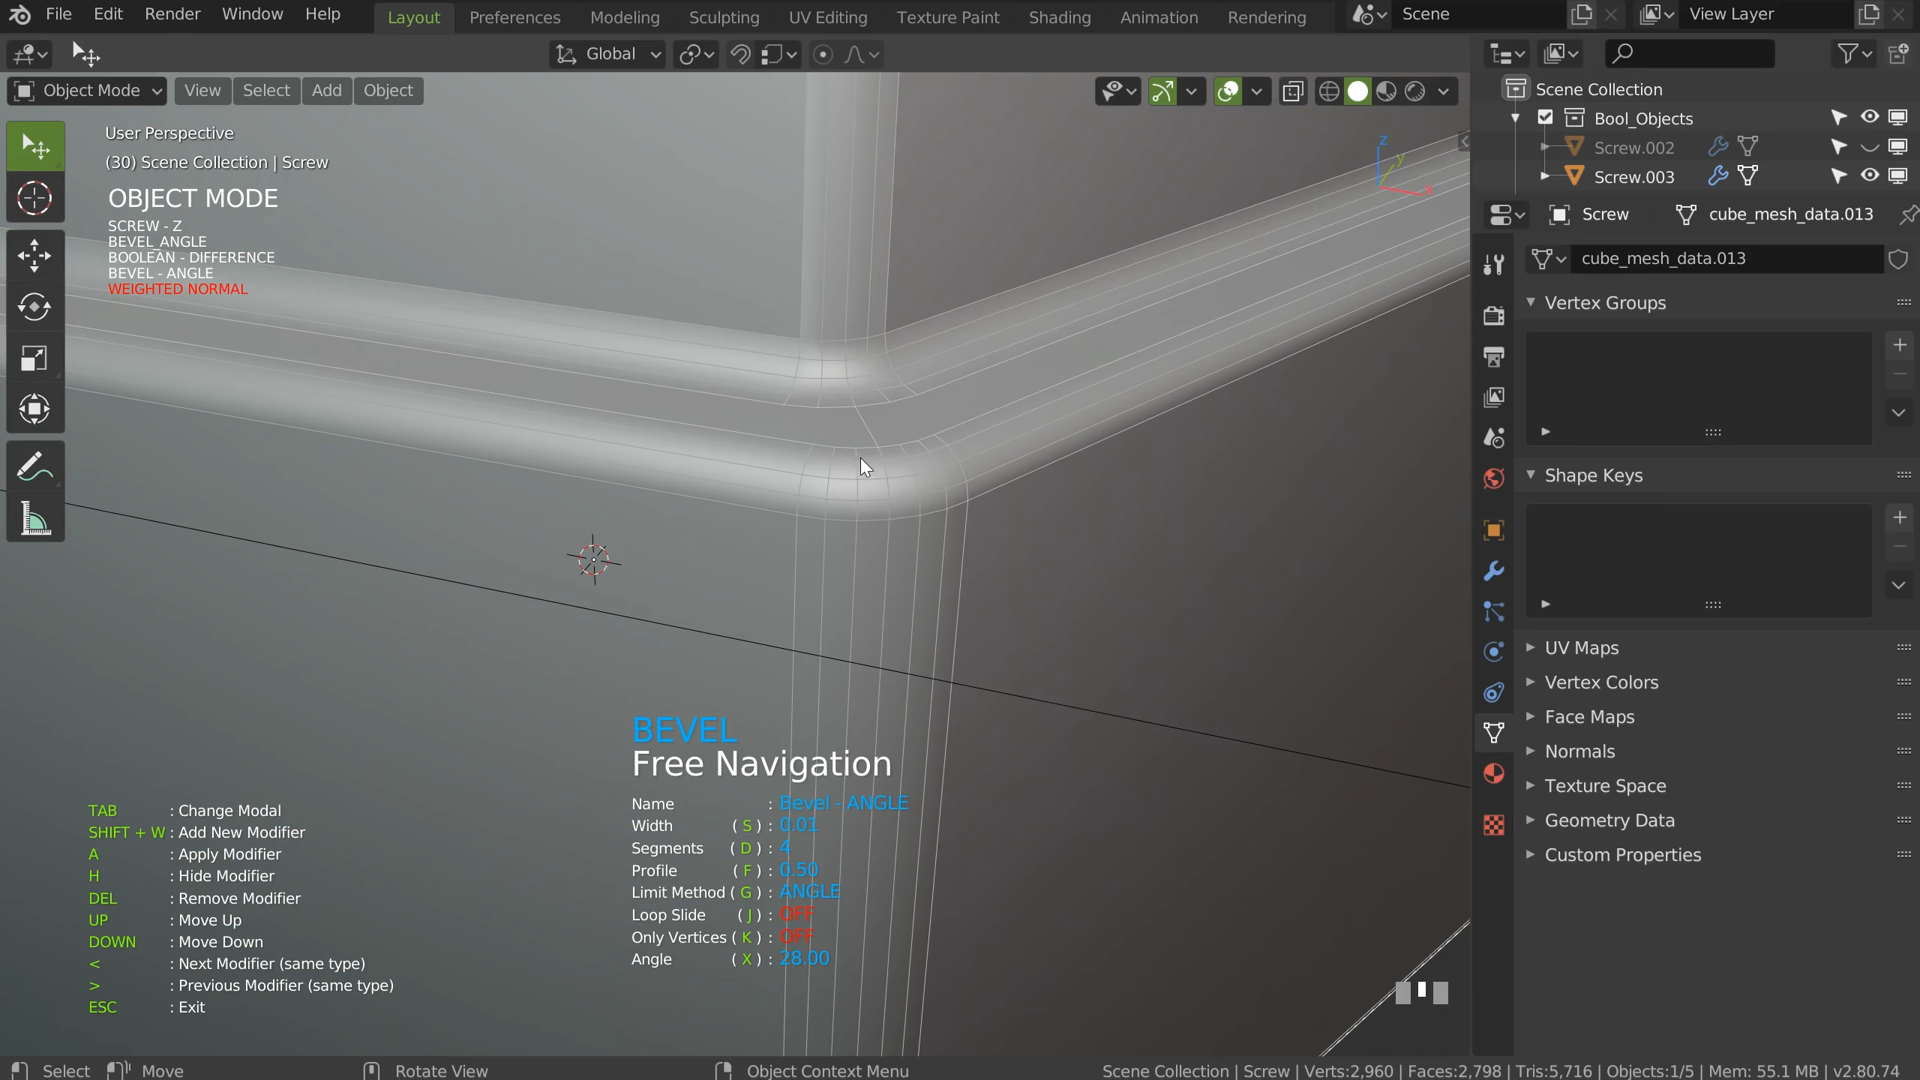 File Edit Render Window Help Layout Preferences Modeling Sculpting UV Editing Texture Paint Shading Animation Rendering Scene View Layer
Global
Object Mode View Select Add Object
User Perspective
(30) Scene Collection | Screw
OBJECT MODE
SCREW - Z
BEVEL_ANGLE
BOOLEAN - DIFFERENCE
BEVEL - ANGLE
WEIGHTED NORMAL
Z
Y
X
Scene Collection
Bool_Objects
Screw.002
Screw.003
Screw cube_mesh_data.013
cube_mesh_data.013
Vertex Groups
Shape Keys
UV Maps
Vertex Colors
Face Maps
Normals
Texture Space
Geometry Data
Custom Properties
BEVEL
Free Navigation
Name : Bevel - ANGLE
Width ( S ) : 0.01
Segments ( D ) : 4
Profile ( F ) : 0.50
Limit Method ( G ) : ANGLE
Loop Slide ( J ) : OFF
Only Vertices ( K ) : OFF
Angle ( X ) : 28.00
TAB : Change Modal
SHIFT + W : Add New Modifier
A : Apply Modifier
H : Hide Modifier
DEL : Remove Modifier
UP : Move Up
DOWN : Move Down
< : Next Modifier (same type)
> : Previous Modifier (same type)
ESC : Exit
Select Move Rotate View Object Context Menu Scene Collection | Screw | Verts:2,960 | Faces:2,798 | Tris:5,716 | Objects:1/5 | Mem: 55.1 MB | v2.80.74